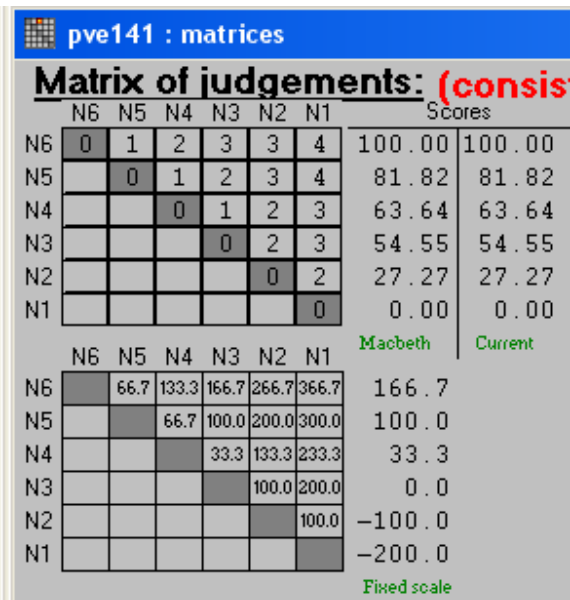 pve141 : matrices
Matrix of judgements: (consis
N6 N5 N4 N3 N2 N1 Scores
N6 0 1 2 3 3 4 100.00 100.00
N5 0 1 2 3 4 81.82 81.82
N4 0 1 2 3 63.64 63.64
N3 0 2 3 54.55 54.55
N2 0 2 27.27 27.27
N1 0 0.00 0.00
Macbeth Current
N6 N5 N4 N3 N2 N1
N6 66.7 133.3 166.7 266.7 366.7 166.7
N5 66.7 100.0 200.0 300.0 100.0
N4 33.3 133.3 233.3 33.3
N3 100.0 200.0 0.0
N2 100.0 -100.0
N1 -200.0
Fixed scale